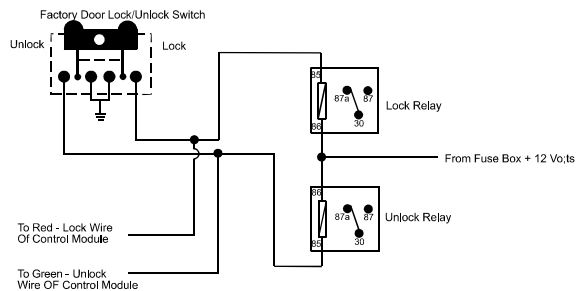 Factory Door Lock/Unlock Switch
Unlock
Lock
85
87a
87
30
86
Lock Relay
From Fuse Box + 12 Vo;ts
86
87a
87
30
85
Unlock Relay
To Red - Lock Wire
Of Control Module
To Green - Unlock
Wire OF Control Module